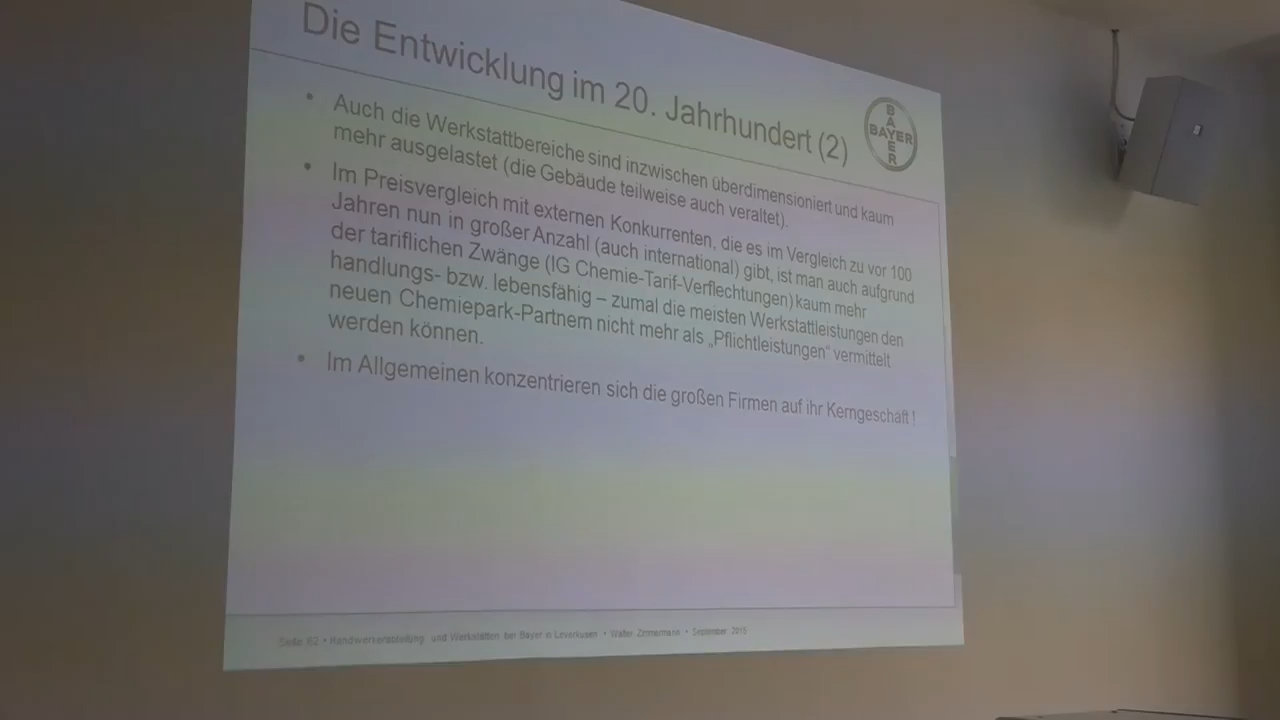 Die Entwicklung im 20. Jahrhundert (2)
BAYER
BAYER
• Auch die Werkstattbereiche sind inzwischen überdimensioniert und kaum
mehr ausgelastet (die Gebäude teilweise auch veraltet).
• Im Preisvergleich mit externen Konkurrenten, die es im Vergleich zu vor 100
Jahren nun in großer Anzahl (auch international) gibt, ist man auch aufgrund
der tariflichen Zwänge (IG Chemie-Tarif-Verflechtungen) kaum mehr
handlungs- bzw. lebensfähig – zumal die meisten Werkstattleistungen den
neuen Chemiepark-Partnern nicht mehr als „Pflichtleistungen“ vermittelt
werden können.
• Im Allgemeinen konzentrieren sich die großen Firmen auf ihr Kerngeschäft !
Seite 62 • und Werkstätten bei Bayer in Leverkusen • Walter Zimmermann • September 2015